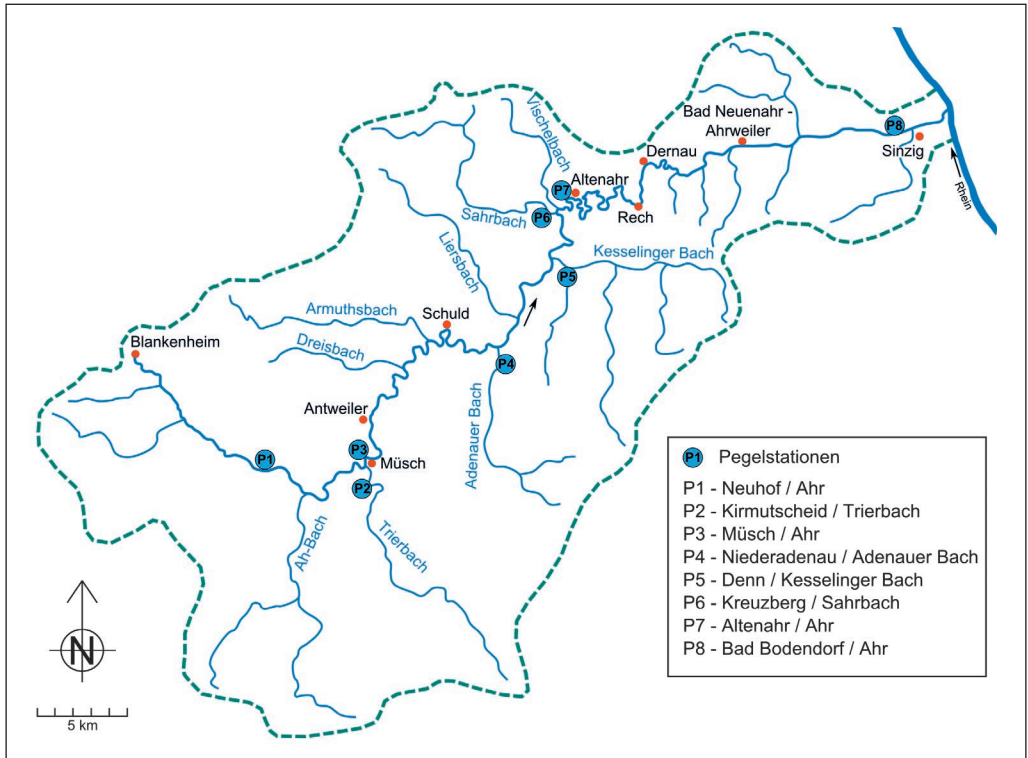 Vischelbach
Bad Neuenahr -
Ahrweiler
P8
Sinzig
Rhein
Dernau
P7
Altenahr
Rech
Sahrbach
P6
Liersbach
Kesselinger Bach
P5
Armuthsbach
Schuld
Dreisbach
Blankenheim
P4
Adenauer Bach
Antweiler
P3
Müsch
P1
P2
Ah-Bach
Trierbach
N
5 km
P1 Pegelstationen
P1 - Neuhof / Ahr
P2 - Kirmutscheid / Trierbach
P3 - Müsch / Ahr
P4 - Niederadenau / Adenauer Bach
P5 - Denn / Kesselinger Bach
P6 - Kreuzberg / Sahrbach
P7 - Altenahr / Ahr
P8 - Bad Bodendorf / Ahr